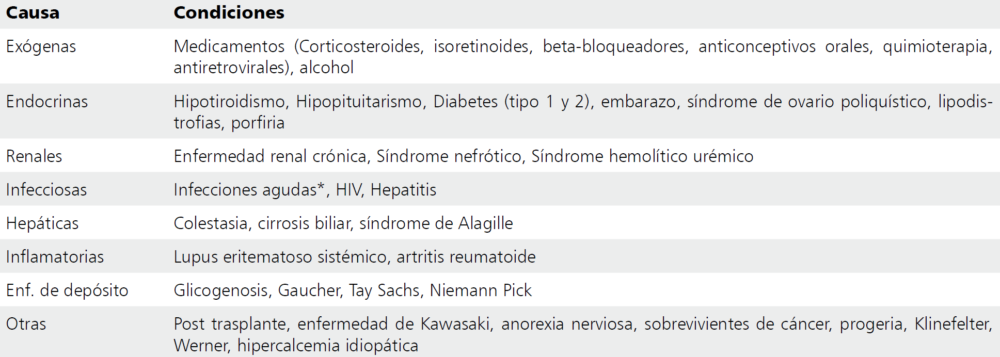 Causa Condiciones
Exógenas Medicamentos (Corticosteroides, isoretinoides, beta-bloqueadores, anticonceptivos orales, quimioterapia,
antiretrovirales), alcohol
Endocrinas Hipotiroidismo, Hipopituitarismo, Diabetes (tipo 1 y 2), embarazo, síndrome de ovario poliquístico, lipodis-
trofias, porfiria
Renales Enfermedad renal crónica, Síndrome nefrótico, Síndrome hemolítico urémico
Infecciosas Infecciones agudas*, HIV, Hepatitis
Hepáticas Colestasia, cirrosis biliar, síndrome de Alagille
Inflamatorias Lupus eritematoso sistémico, artritis reumatoide
Enf. de depósito Glicogenosis, Gaucher, Tay Sachs, Niemann Pick
Otras Post trasplante, enfermedad de Kawasaki, anorexia nerviosa, sobrevivientes de cáncer, progeria, Klinefelter,
Werner, hipercalcemia idiopática